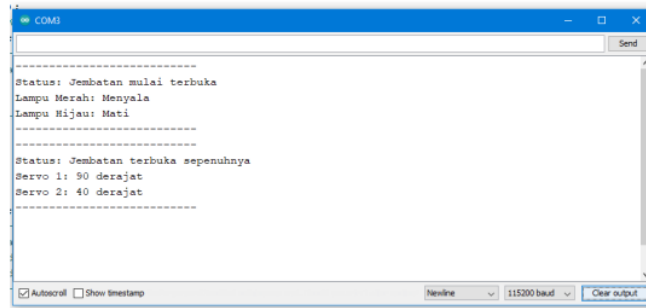 COM3
Send
---------------------------
Status: Jembatan mulai terbuka
Lampu Merah: Menyala
Lampu Hijau: Mati
---------------------------
---------------------------
Status: Jembatan terbuka sepenuhnya
Servo 1: 90 derajat
Servo 2: 40 derajat
---------------------------
Autoscroll Show timestamp Newline 115200 baud Clear output